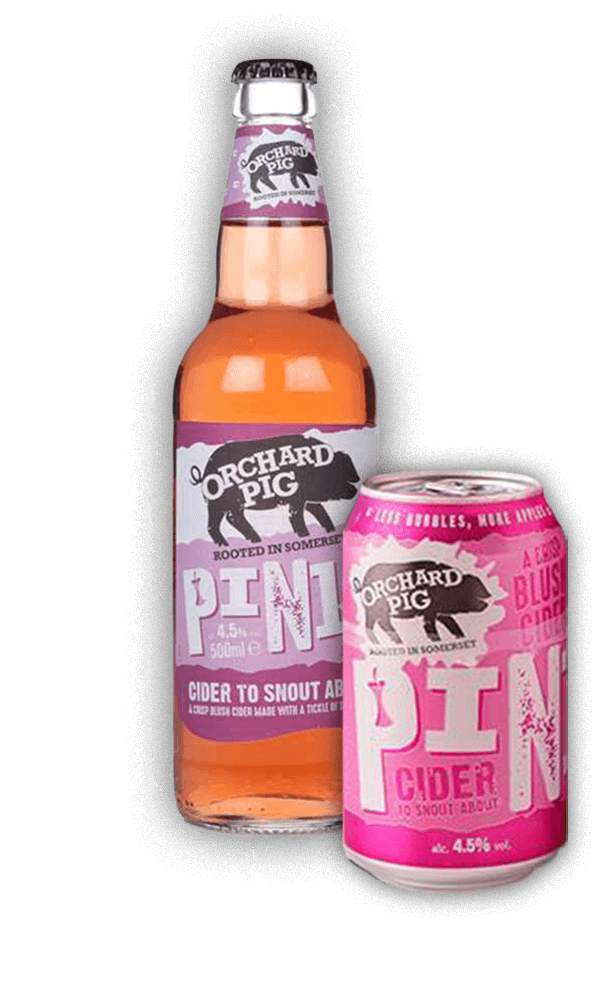 ORCHARD
PIG
ROOTED IN SOMERSET
ORCHARD
PIG
ROOTED IN SOMERSET
PIN
alc 4.5% vol
500ml e
CIDER TO SNOUT AB
A CRISP BLUSH CIDER MADE WITH A TICKLE OF
LESS BUBBLES, MORE APPLES
A CRISP
BLUSH
CIDER
ORCHARD
PIG
ROOTED IN SOMERSET
PIN
CIDER
TO SNOUT ABOUT
alc. 4.5% vol.